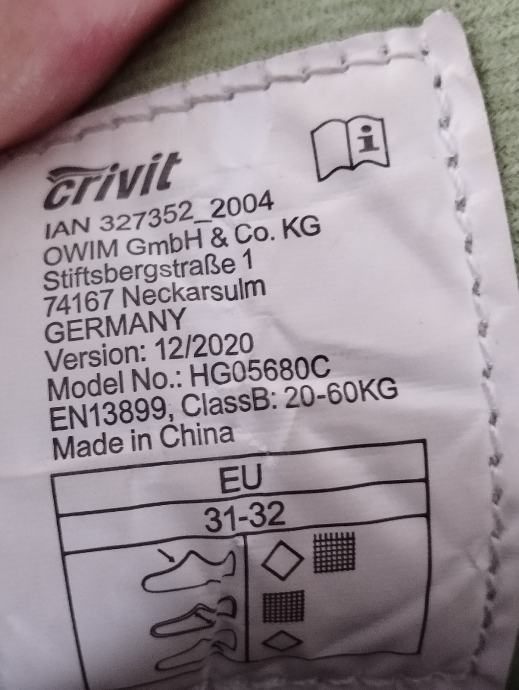 crivit
i
IAN 327352_2004
OWIM GmbH & Co. KG
Stiftsbergstraße 1
74167 Neckarsulm
GERMANY
Version: 12/2020
Model No.: HG05680C
EN13899, ClassB: 20-60KG
Made in China
EU
31-32